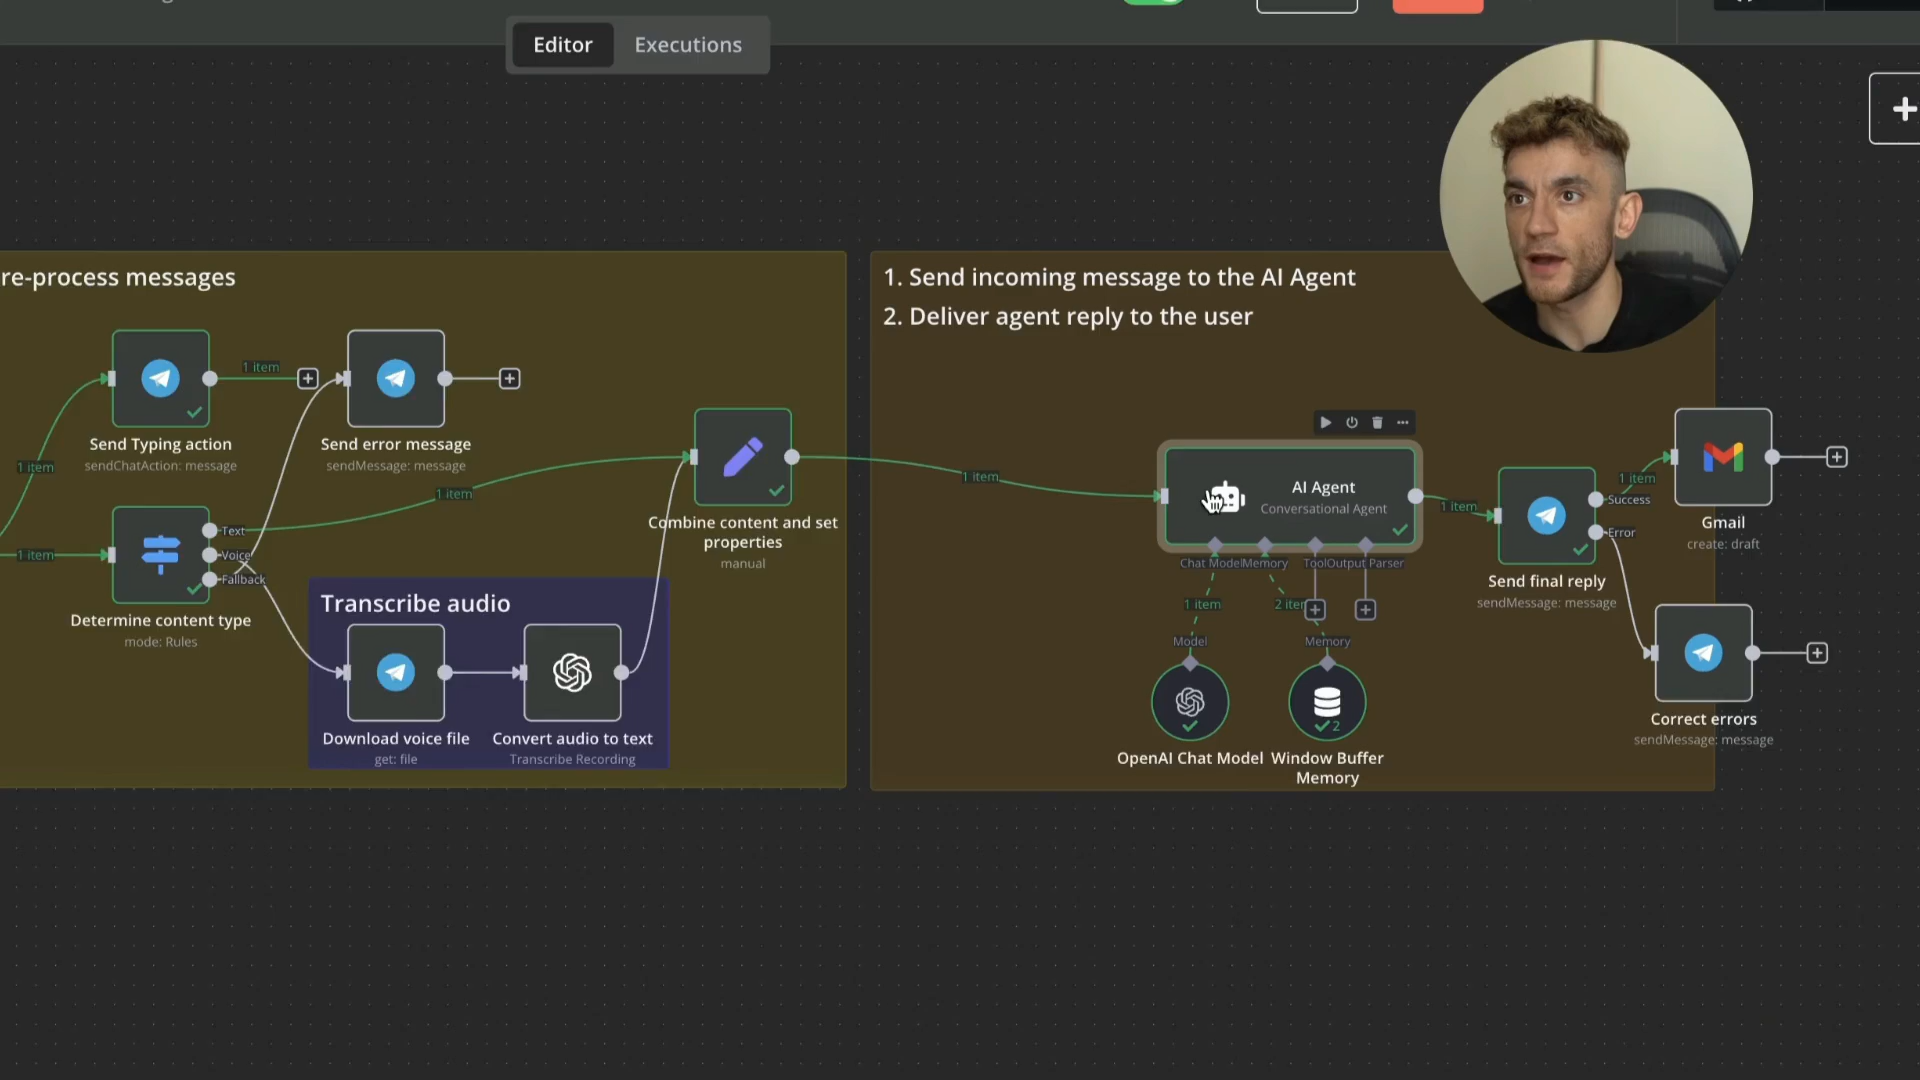 Editor
Executions
re-process messages
1. Send incoming message to the AI Agent
2. Deliver agent reply to the user
1 item
Send Typing action
sendChatAction: message
Send error message
sendMessage: message
1 item
1 item
1 item
Text
Voice
Fallback
Determine content type
mode: Rules
Transcribe audio
Download voice file
get: file
Convert audio to text
Transcribe Recording
Combine content and set
properties
manual
1 item
AI Agent
Conversational Agent
Chat Model
Memory
Tool
Output Parser
1 item
2 item
Model
Memory
OpenAI Chat Model
2
Window Buffer
Memory
1 item
Success
Error
Send final reply
sendMessage: message
1 item
Gmail
create: draft
Correct errors
sendMessage: message